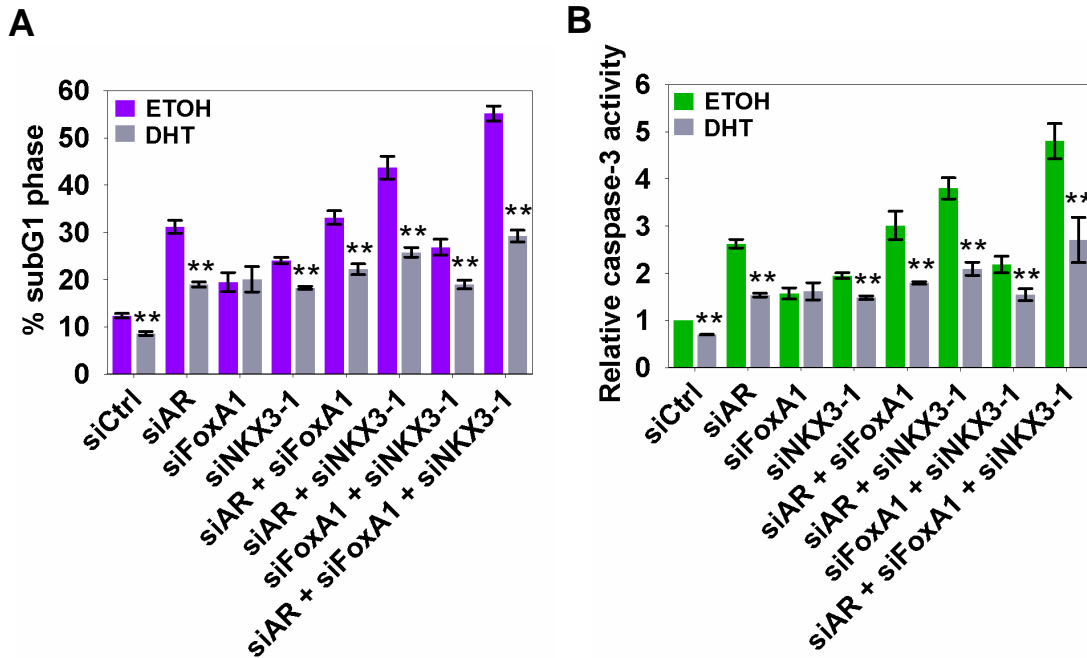 A
% subG1 phase
60
50
40
30
20
10
0
ETOH
DHT
**
**
**
**
**
**
**
siCtrl
siAR
siFoxA1
siNKX3-1
siAR + siFoxA1
siAR + siNKX3-1
siFoxA1 + siNKX3-1
siAR + siFoxA1 + siNKX3-1
B
Relative caspase-3 activity
6
5
4
3
2
1
0
ETOH
DHT
**
**
**
**
**
**
**
siCtrl
siAR
siFoxA1
siNKX3-1
siAR + siFoxA1
siAR + siNKX3-1
siFoxA1 + siNKX3-1
siAR + siFoxA1 + siNKX3-1